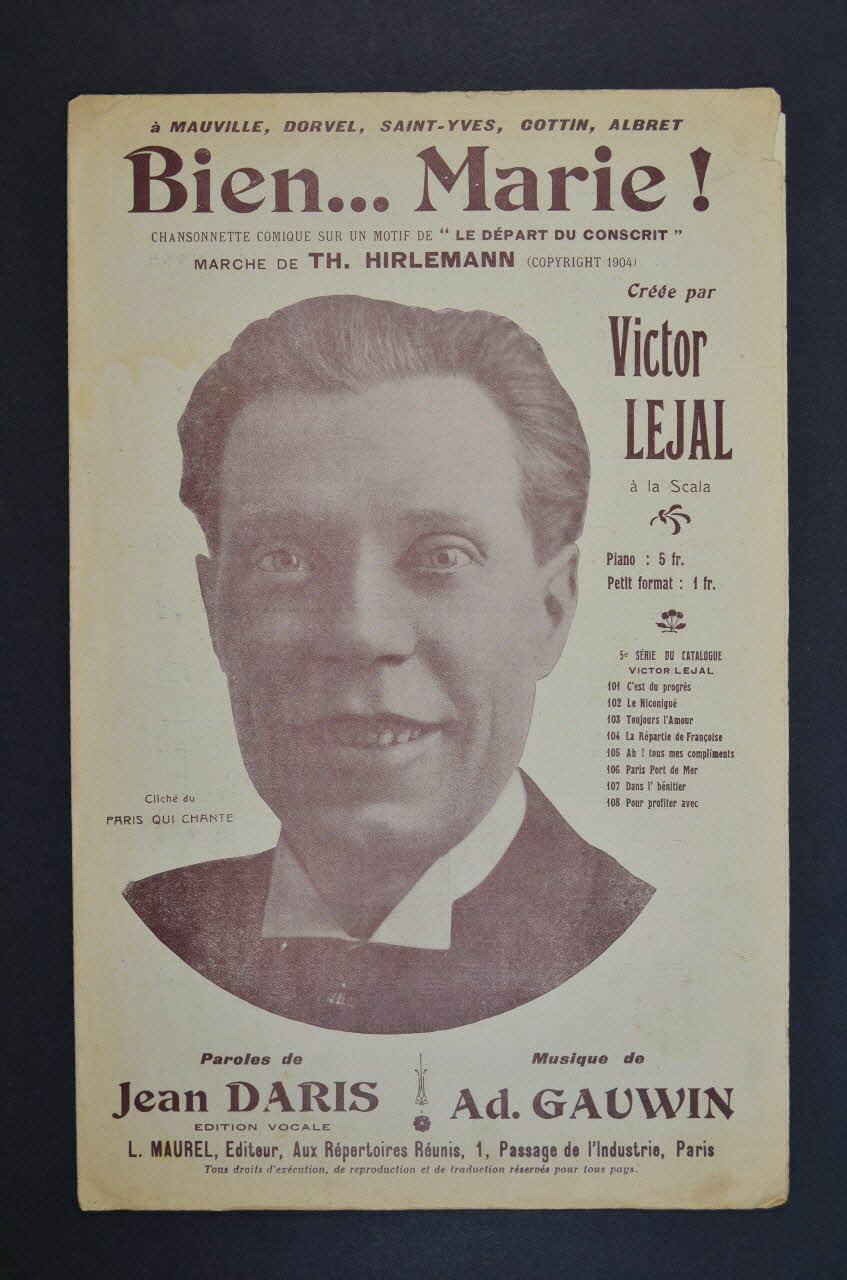 à MAUVILLE, DORVEL, SAINT-YVES, COTTIN, ALBRET
Bien... Marie !
CHANSONNETTE COMIQUE SUR UN MOTIF DE " LE DÉPART DU CONSCRIT "
MARCHE DE TH. HIRLEMANN (COPYRIGHT 1904)
Créée par
Victor
LEJAL
à la Scala
Piano : 5 fr.
Petit format : 1 fr.
5e SÉRIE DU CATALOGUE
VICTOR LEJAL
101 C'est du progrès
102 Le Niconigué
103 Toujours l'Amour
104 La Répartie de Françoise
105 Ah ! tous mes compliments
106 Paris Port de Mer
107 Dans l' bénitier
108 Pour profiter avec
Cliché du
PARIS QUI CHANTE
Paroles de
Jean DARIS
EDITION VOCALE
Musique de
Ad. GAUWIN
L. MAUREL, Editeur, Aux Répertoires Réunis, 1, Passage de l'Industrie, Paris
Tous droits d'exécution, de reproduction et de traduction réservés pour tous pays.